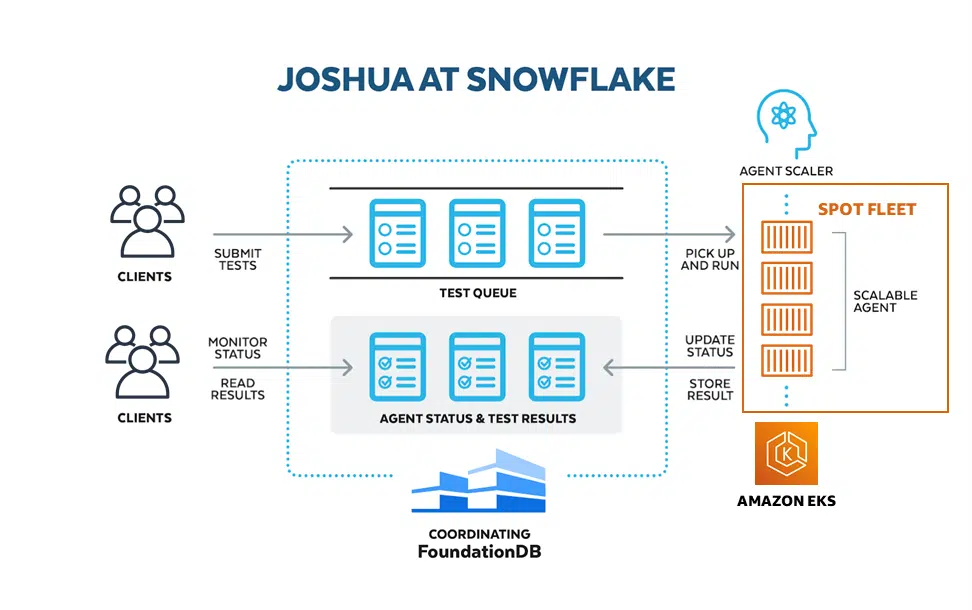 JOSHUA AT SNOWFLAKE
AGENT SCALER
SPOT FLEET
CLIENTS
SUBMIT
TESTS
TEST QUEUE
PICK UP
AND RUN
SCALABLE
AGENT
CLIENTS
MONITOR
STATUS
READ
RESULTS
AGENT STATUS & TEST RESULTS
UPDATE
STATUS
STORE
RESULT
K
AMAZON EKS
COORDINATING
FoundationDB